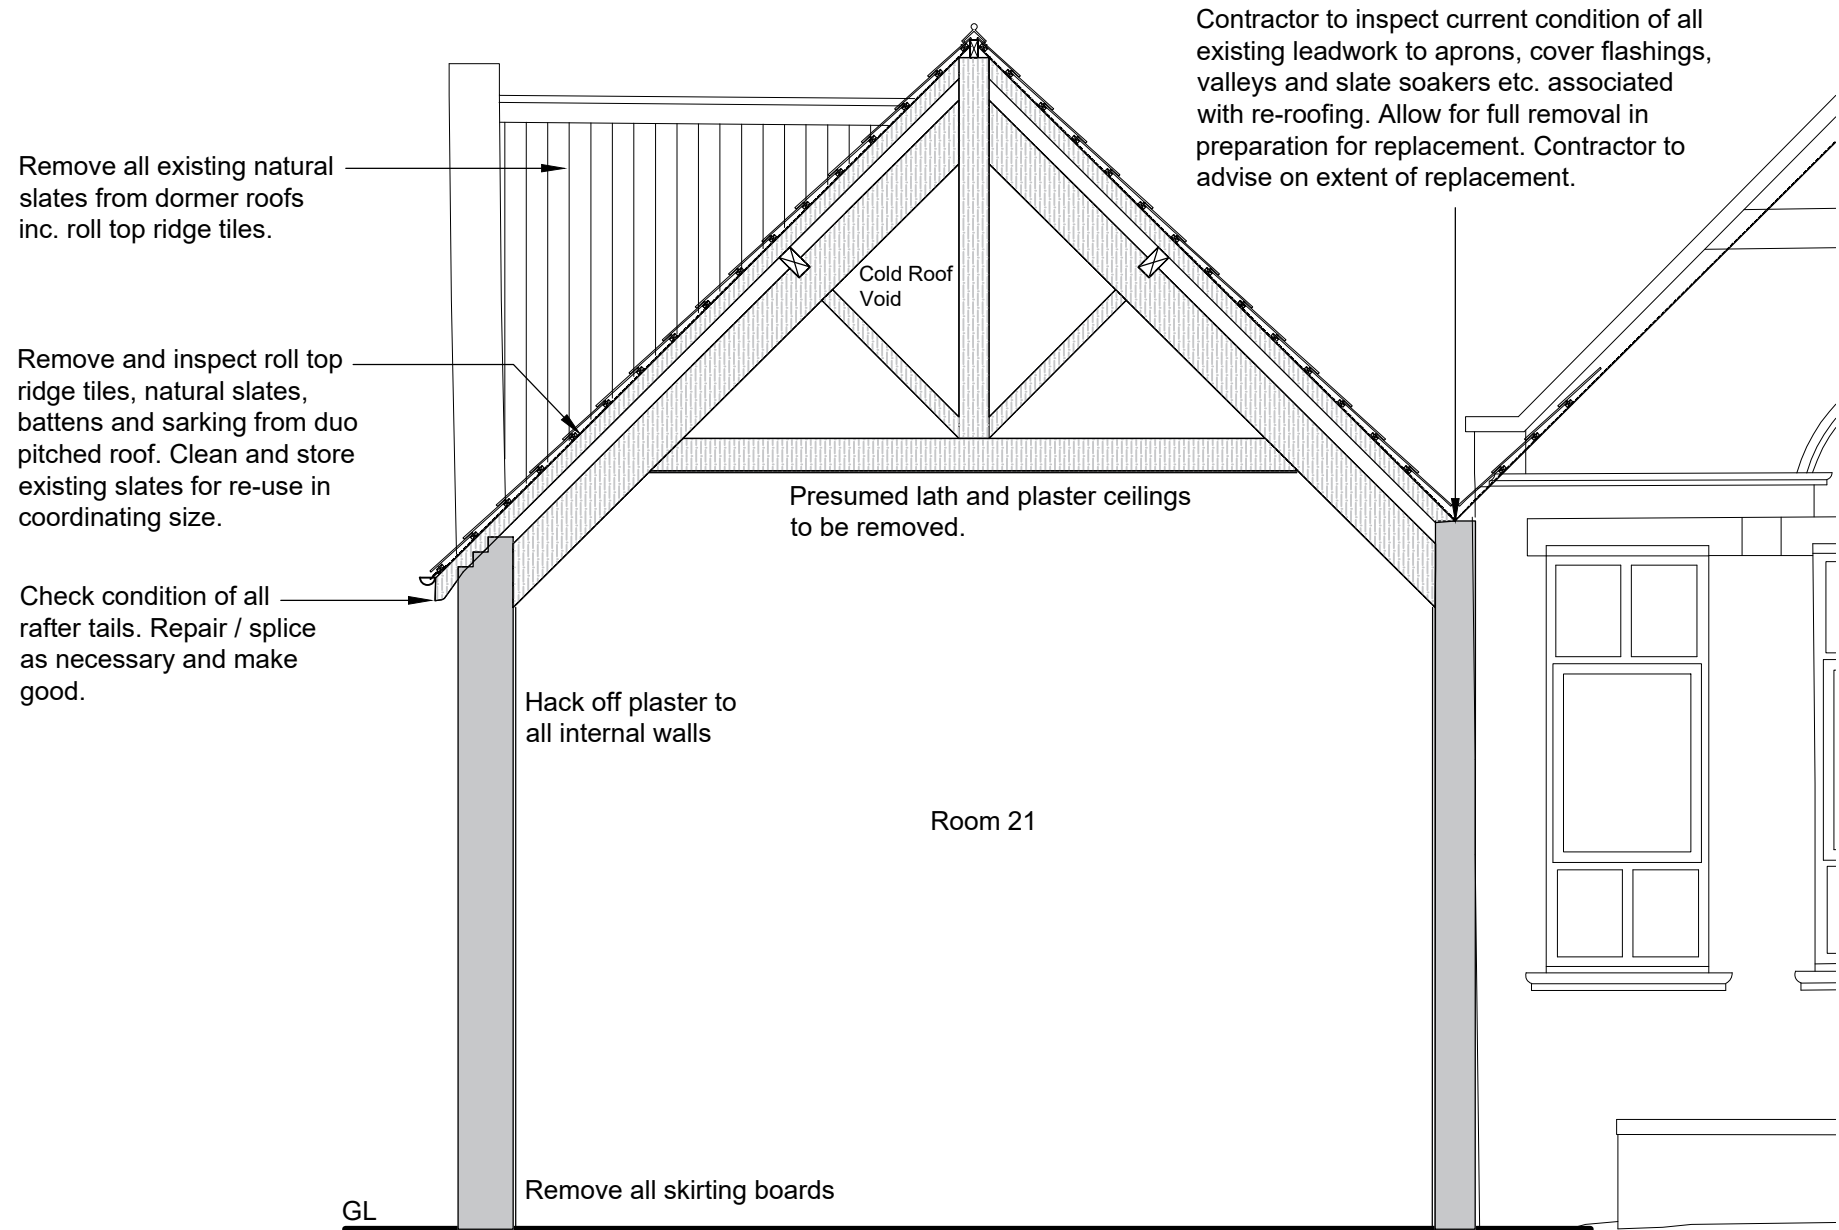 Contractor to inspect current condition of all
existing leadwork to aprons, cover flashings,
valleys and slate soakers etc. associated
with re-roofing. Allow for full removal in
preparation for replacement. Contractor to
advise on extent of replacement.
Remove all existing natural
slates from dormer roofs
inc. roll top ridge tiles.
Cold Roof
Void
Remove and inspect roll top
ridge tiles, natural slates,
battens and sarking from duo
pitched roof. Clean and store
existing slates for re-use in
coordinating size.
Presumed lath and plaster ceilings
to be removed.
Check condition of all
rafter tails. Repair / splice
as necessary and make
good.
Hack off plaster to
all internal walls
Room 21
Remove all skirting boards
GL